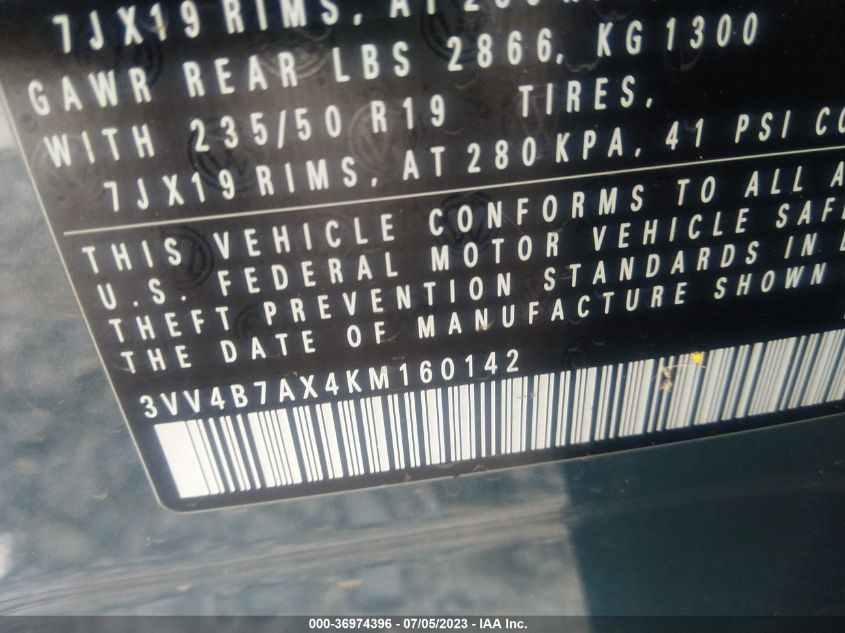 7JX19 RIMS, AT
GAWR REAR LBS 2866, KG 1300
WITH 235/50 R19 TIRES,
7JX19 RIMS, AT 280 KPA, 41 PSI
THIS VEHICLE CONFORMS TO ALL
U.S. FEDERAL MOTOR VEHICLE
THEFT PREVENTION STANDARDS IN
THE DATE OF MANUFACTURE SHOWN
3VV4B7AX4KM160142
000-36974396 - 07/05/2023 - IAA Inc.